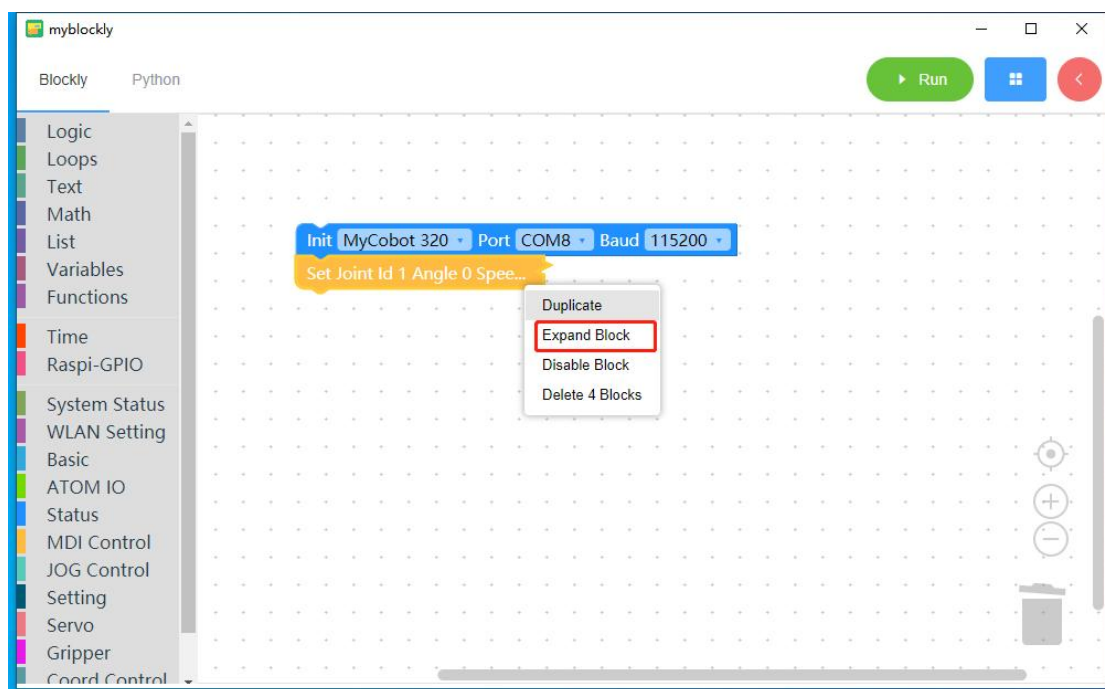 myblockly
Blockly Python
Run
Logic
Loops
Text
Math
List
Variables
Functions
Time
Raspi-GPIO
System Status
WLAN Setting
Basic
ATOM IO
Status
MDI Control
JOG Control
Setting
Servo
Gripper
Coord Control
Init MyCobot 320 Port COM8 Baud 115200
Set Joint Id 1 Angle 0 Spee...
Duplicate
Expand Block
Disable Block
Delete 4 Blocks